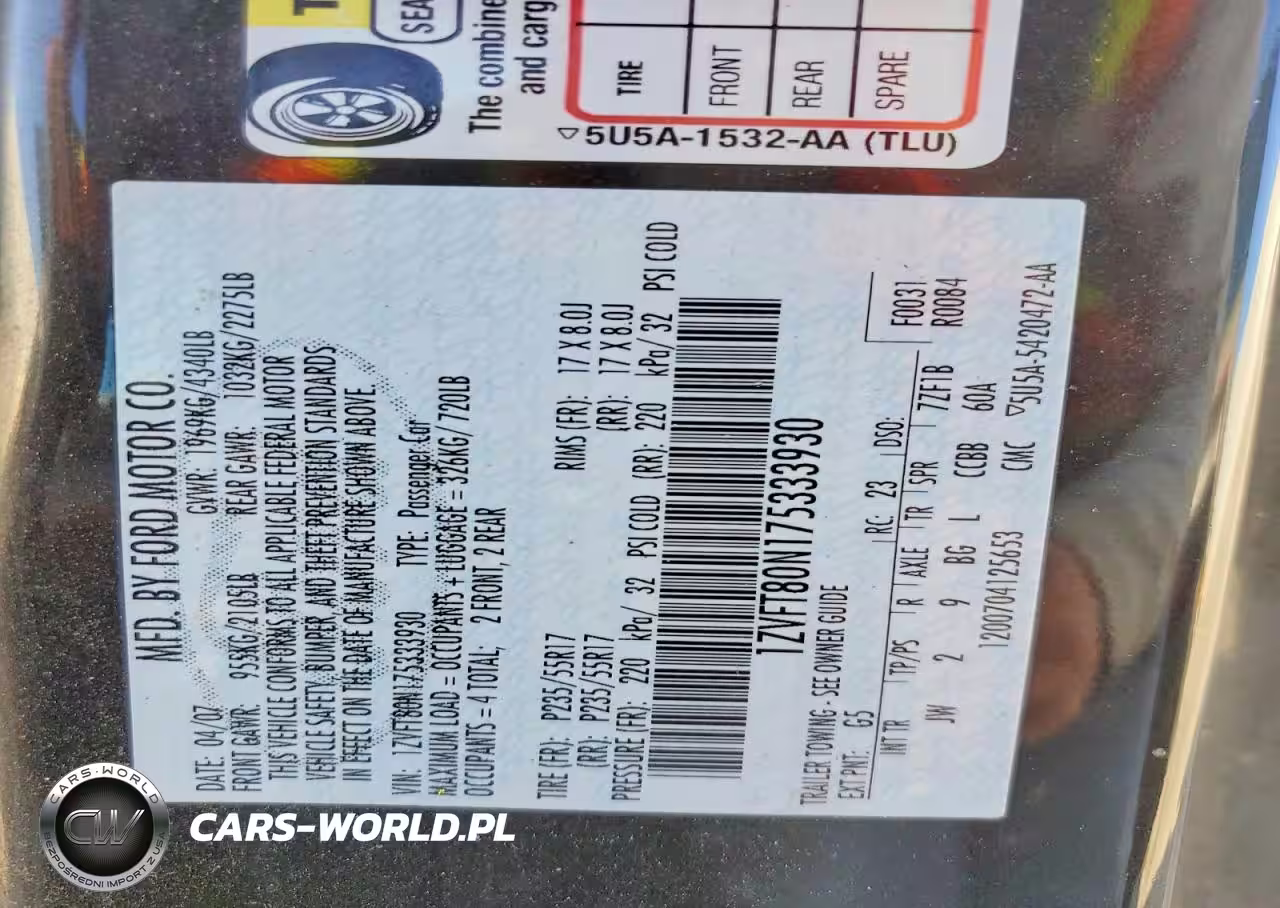 T
SEA
The combine
and carg
TIRE
FRONT
REAR
SPARE
▽5U5A-1532-AA (TLU)
MFD. BY FORD MOTOR CO.
DATE: 04/07 GVWR: 1969KG/4340LB
FRONT GAWR: 955KG/2105LB REAR GAWR: 1032KG/2275LB
THIS VEHICLE CONFORMS TO ALL APPLICABLE FEDERAL MOTOR
VEHICLE SAFETY, BUMPER, AND THEFT PREVENTION STANDARDS
IN EFFECT ON THE DATE OF MANUFACTURE SHOWN ABOVE.
VIN: 1ZVFT80N175333930 TYPE: Passenger Car
MAXIMUM LOAD = OCCUPANTS + LUGGAGE = 326KG/720LB
OCCUPANTS = 4 TOTAL; 2 FRONT, 2 REAR
TIRE (FR): P235/55R17 RIMS (FR): 17 X 8.0J
(RR): P235/55R17 (RR): 17 X 8.0J
PRESSURE (FR): 220 kPa/ 32 PSI COLD (RR): 220 kPa/ 32 PSI COLD
1ZVFT80N175333930
TRAILER TOWING - SEE OWNER GUIDE
EXT PNT: G5 RC: 23 DSO: F0031
INT TR TP/PS R AXLE TR SPR 7ZF1B R0084
JW 2 9 BG L CCBB 60A
120070412S653 CMC ▽5U5A-5420472-AA
CARS-WORLD
CW
BEZPOŚREDNI IMPORT Z USA
CARS-WORLD.PL